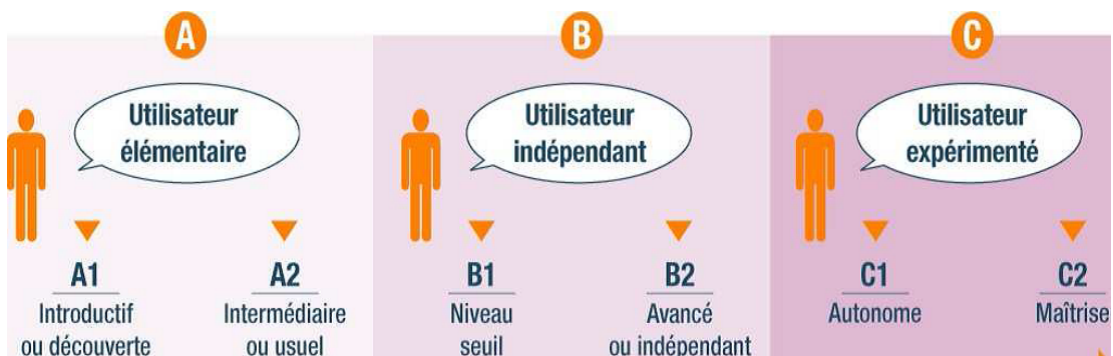 A
B
C
Utilisateur
élémentaire
Utilisateur
indépendant
Utilisateur
expérimenté
A1
Introductif
ou découverte
A2
Intermédiaire
ou usuel
B1
Niveau
seuil
B2
Avancé
ou indépendant
C1
Autonome
C2
Maîtrise